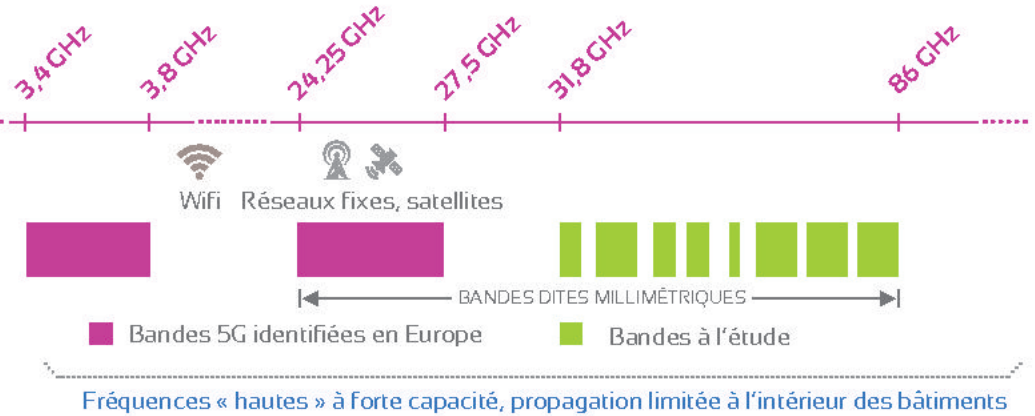 3,4 GHz
3,8 GHz
24,25 GHz
27,5 GHz
31,8 GHz
86 GHz
Wifi
Réseaux fixes, satellites
BANDES DITES MILLIMÉTRIQUES
Bandes 5G identifiées en Europe
Bandes à l'étude
Fréquences « hautes » à forte capacité, propagation limitée à l'intérieur des bâtiments